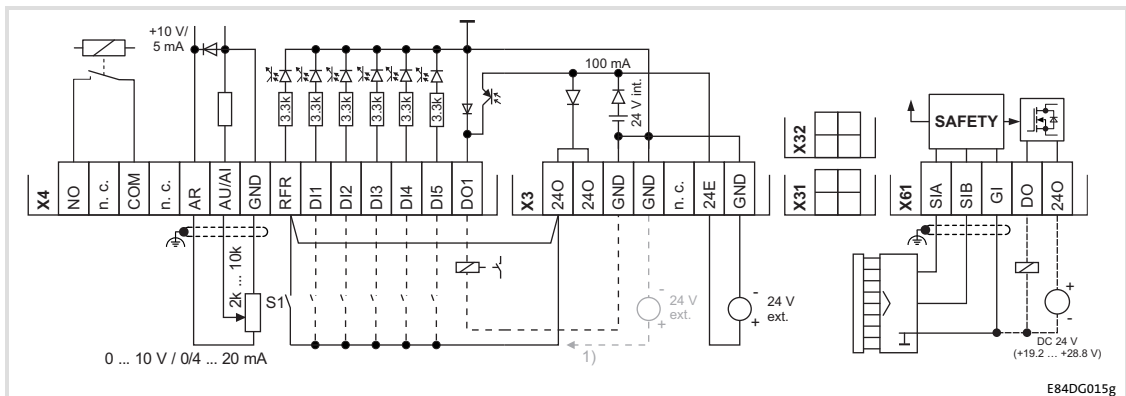 +10 V/
5 mA
3.3k
3.3k
3.3k
3.3k
3.3k
3.3k
100 mA
24 V int.
X4
NO
n. c.
COM
n. c.
AR
AU/AI
GND
RFR
DI1
DI2
DI3
DI4
DI5
DO1
X3
24O
24O
GND
GND
n. c.
24E
GND
X32
X31
SAFETY
X61
SIA
SIB
GI
DO
24O
2k ... 10k
S1
0 ... 10 V / 0/4 ... 20 mA
-
24 V
ext.
+
1)
-
24 V
ext.
+
+
-
DC 24 V
(+19.2 ... +28.8 V)
E84DG015g